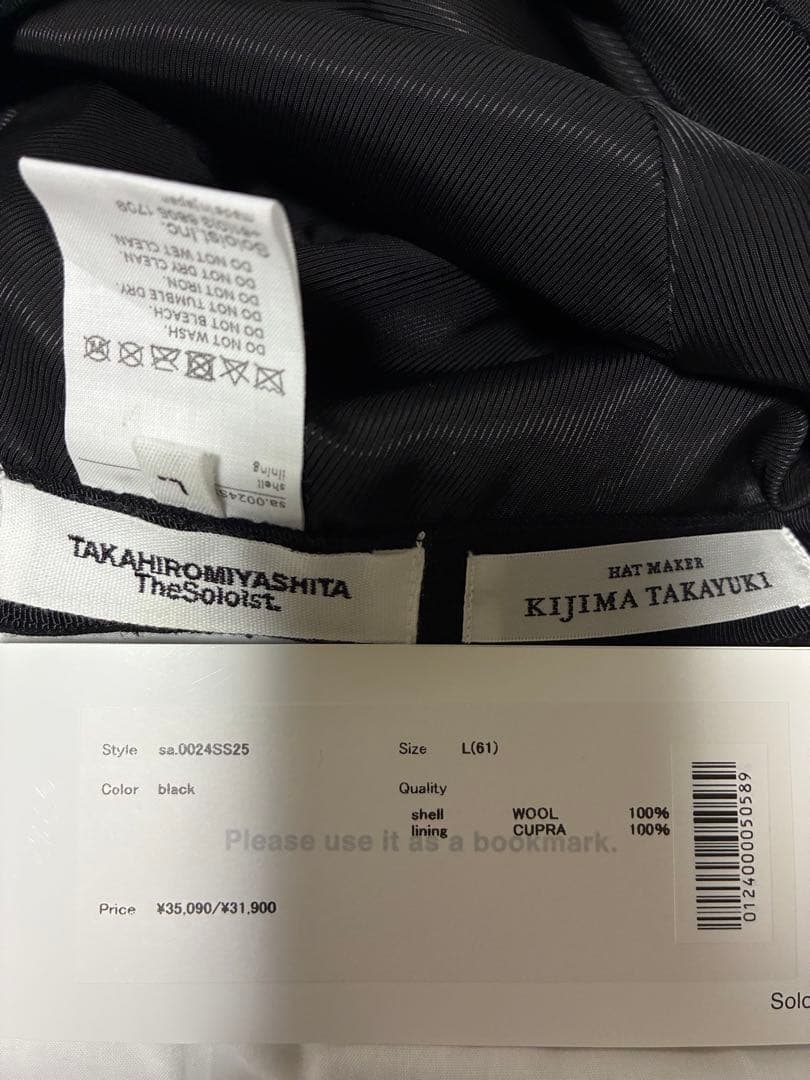 sa.0024S
shell
lining
L
DO NOT WASH.
DO NOT BLEACH.
DO NOT TUMBLE DRY.
DO NOT IRON.
DO NOT DRY CLEAN.
DO NOT WET CLEAN.
Soloist.Inc.
made in japan
TAKAHIROMIYASHITA
TheSoloist.
HAT MAKER
KIJIMA TAKAYUKI
Style sa.0024SS25
Color black
Size L(61)
Quality
shell WOOL 100%
lining CUPRA 100%
Please use it as a bookmark.
Price ¥35,090/¥31,900
0124000050589
Solo